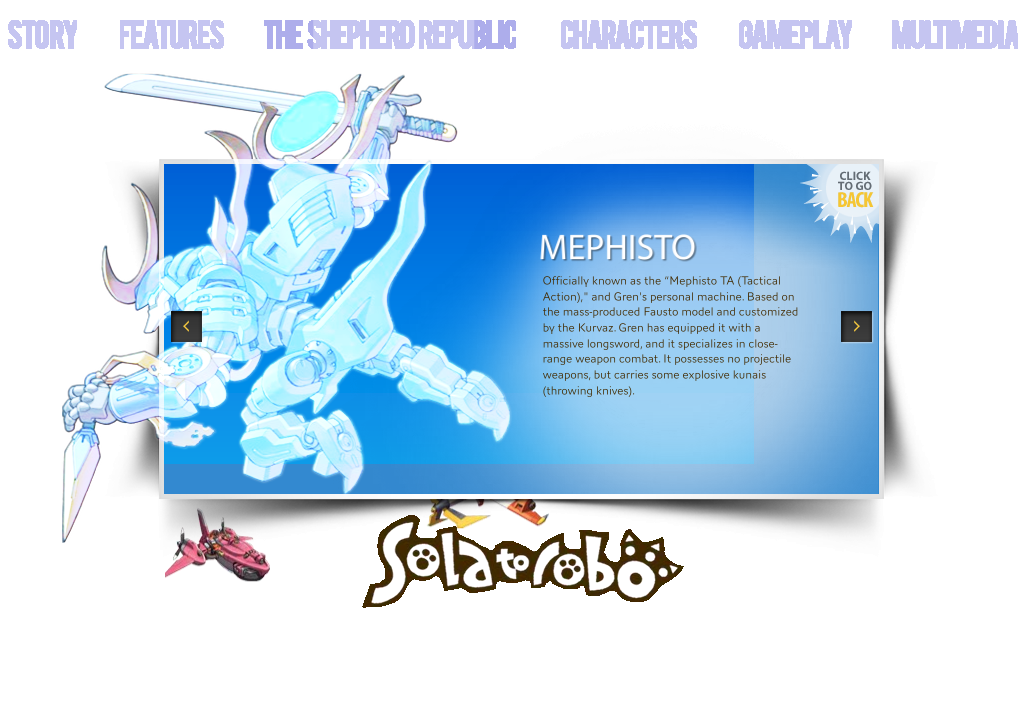 STORY FEATURES THE SHEPHERD REPUBLIC CHARACTERS GAMEPLAY MULTIMEDIA
CLICK
TO GO
BACK
MEPHISTO
Officially known as the “Mephisto TA (Tactical
Action),” and Gren's personal machine. Based on
the mass-produced Fausto model and customized
by the Kurvaz. Gren has equipped it with a
massive longsword, and it specializes in close-
range weapon combat. It possesses no projectile
weapons, but carries some explosive kunais
(throwing knives).
Solatorobo